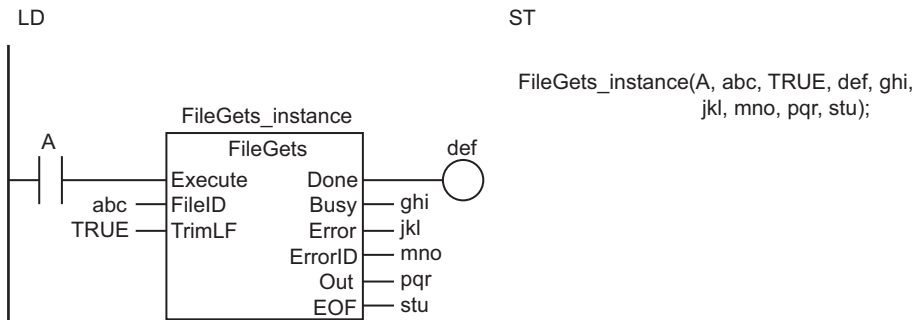 LD
ST
FileGets_instance(A, abc, TRUE, def, ghi,
jkl, mno, pqr, stu);
FileGets_instance
A
FileGets
def
Execute
Done
abc
FileID
Busy
ghi
TRUE
TrimLF
Error
jkl
ErrorID
mno
Out
pqr
EOF
stu